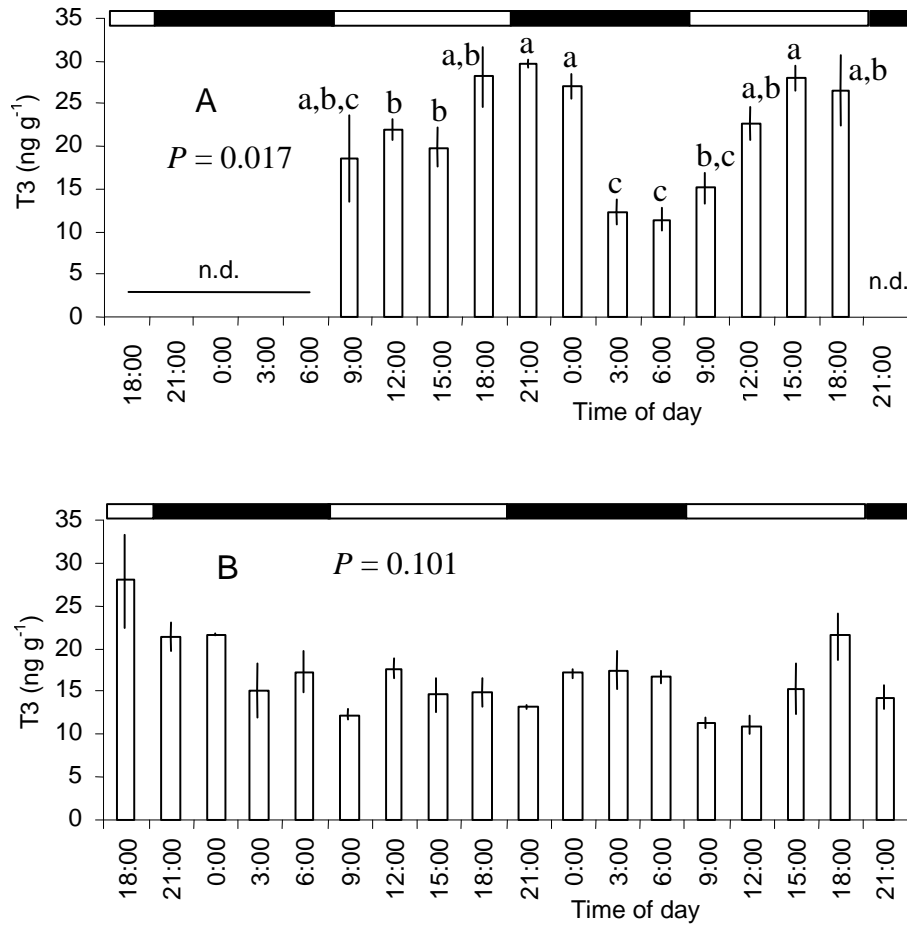 35
30
25
20
15
10
5
0
T3 (ng g-1)
A
P = 0.017
n.d.
a,b,c
b
b
a,b
a
a
c
c
b,c
a,b
a
a,b
n.d.
18:00
21:00
0:00
3:00
6:00
9:00
12:00
15:00
18:00
21:00
0:00
3:00
6:00
9:00
12:00
15:00
18:00
21:00
Time of day
35
30
25
20
15
10
5
0
T3 (ng g-1)
B
P = 0.101
18:00
21:00
0:00
3:00
6:00
9:00
12:00
15:00
18:00
21:00
0:00
3:00
6:00
9:00
12:00
15:00
18:00
21:00
Time of day